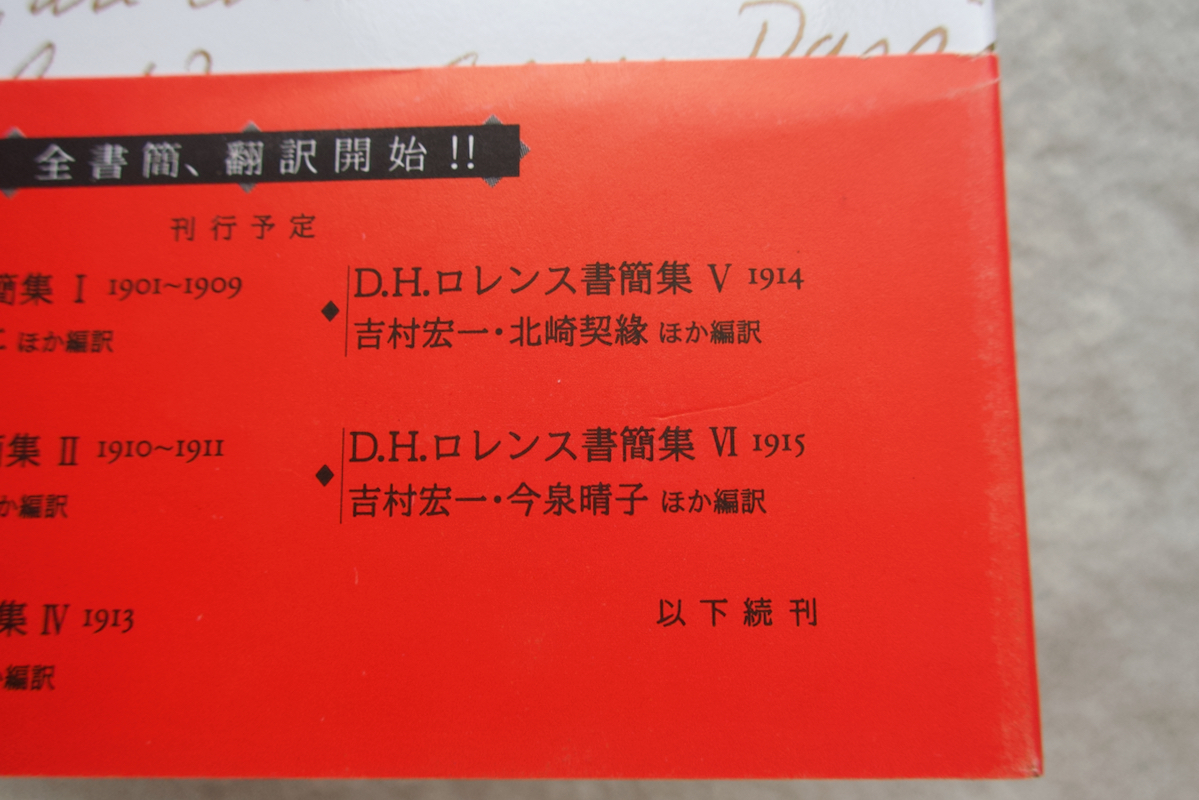 全書簡、翻訳開始!!
刊行予定
簡集 Ⅰ 1901~1909
ほか編訳
集 Ⅱ 1910~1911
か編訳
集 Ⅳ 1913
編訳
D.H.ロレンス書簡集 Ⅴ 1914
吉村宏一・北崎契緣 ほか編訳
D.H.ロレンス書簡集 Ⅵ 1915
吉村宏一・今泉晴子 ほか編訳
以下続刊